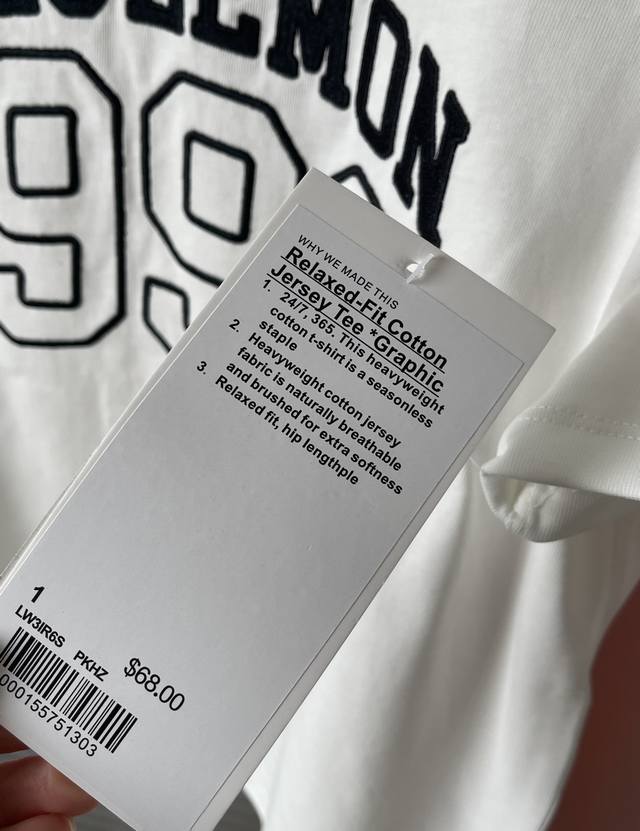 LEMON
99
WHY WE MADE THIS
Relaxed-Fit Cotton
Jersey Tee *Graphic
1. 24/7, 365. This heavyweight
cotton t-shirt is a seasonless
staple
2. Heavyweight cotton jersey
fabric is naturally breathable
and brushed for extra softness
3. Relaxed fit, hip lengthple
1
LW3IR6S PKHZ $68.00
000155751303